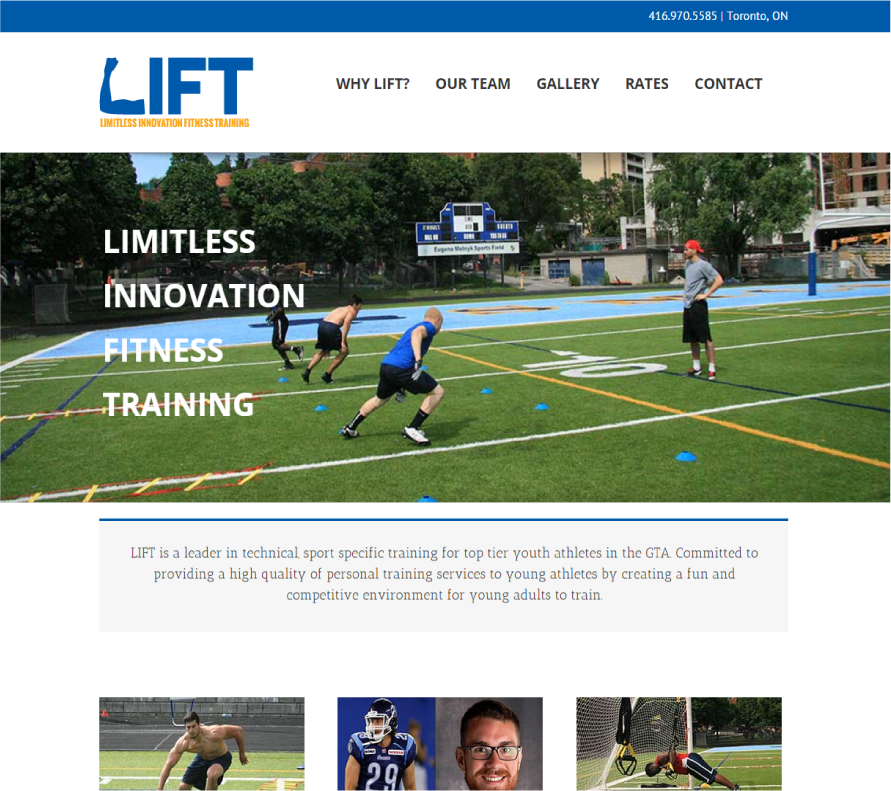 416.970.5585 | Toronto, ON
LIFT
LIMITLESS INNOVATION FITNESS TRAINING
WHY LIFT? OUR TEAM GALLERY RATES CONTACT
LIMITLESS
INNOVATION
FITNESS
TRAINING
Eugene Melnyk Sports Field
10
LIFT is a leader in technical, sport specific training for top tier youth athletes in the GTA. Committed to
providing a high quality of personal training services to young athletes by creating a fun and
competitive environment for young adults to train.
29